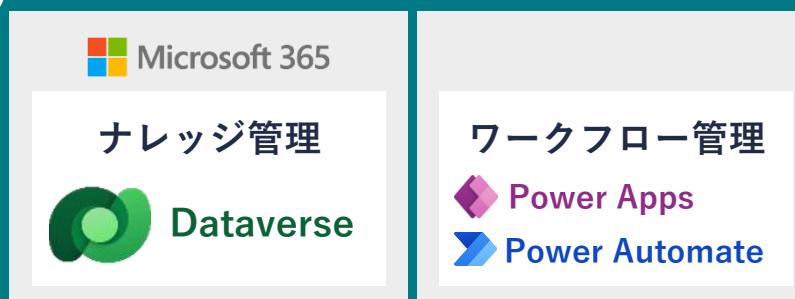 Microsoft 365
ナレッジ管理
Dataverse
ワークフロー管理
Power Apps
Power Automate